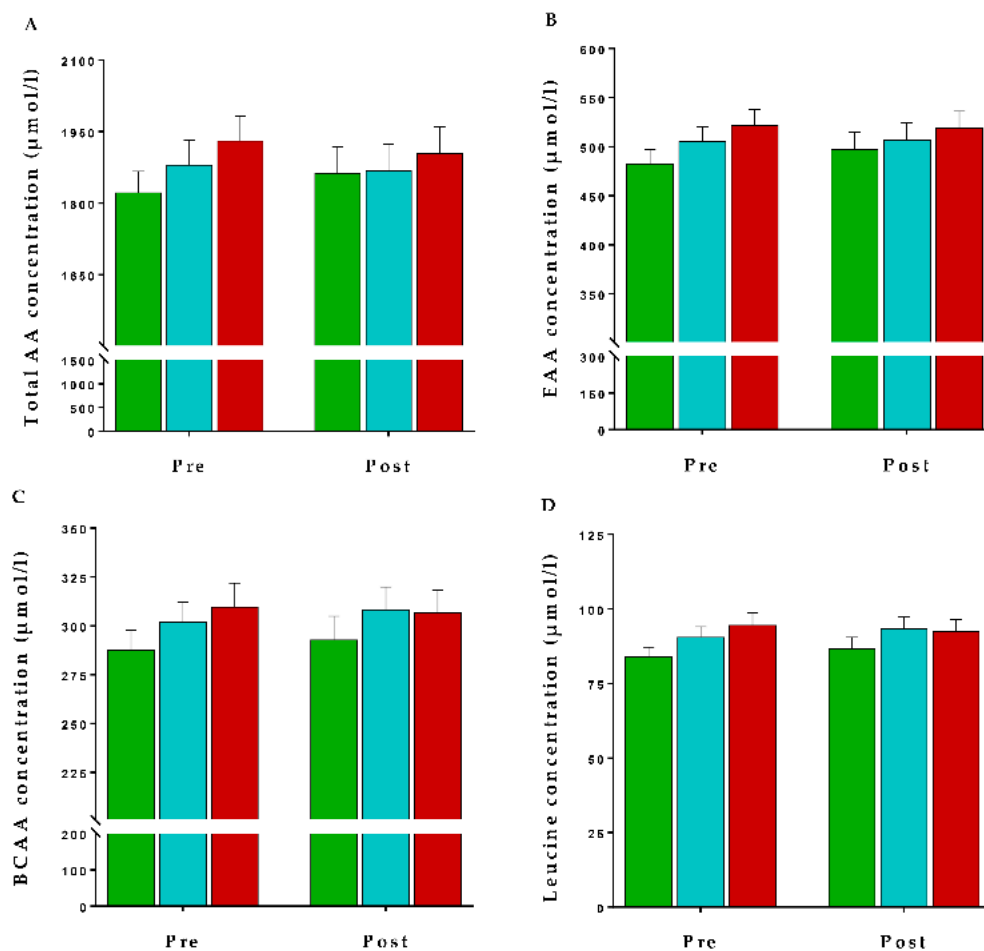 A
Total AA concentration (µmol/l)
2100
1950
1800
1650
1500
1000
500
0
Pre Post
B
EAA concentration (µmol/l)
600
550
500
450
400
350
300
150
0
Pre Post
C
BCAA concentration (µmol/l)
350
325
300
275
250
225
200
100
0
Pre Post
D
Leucine concentration (µmol/l)
125
100
75
50
25
0
Pre Post